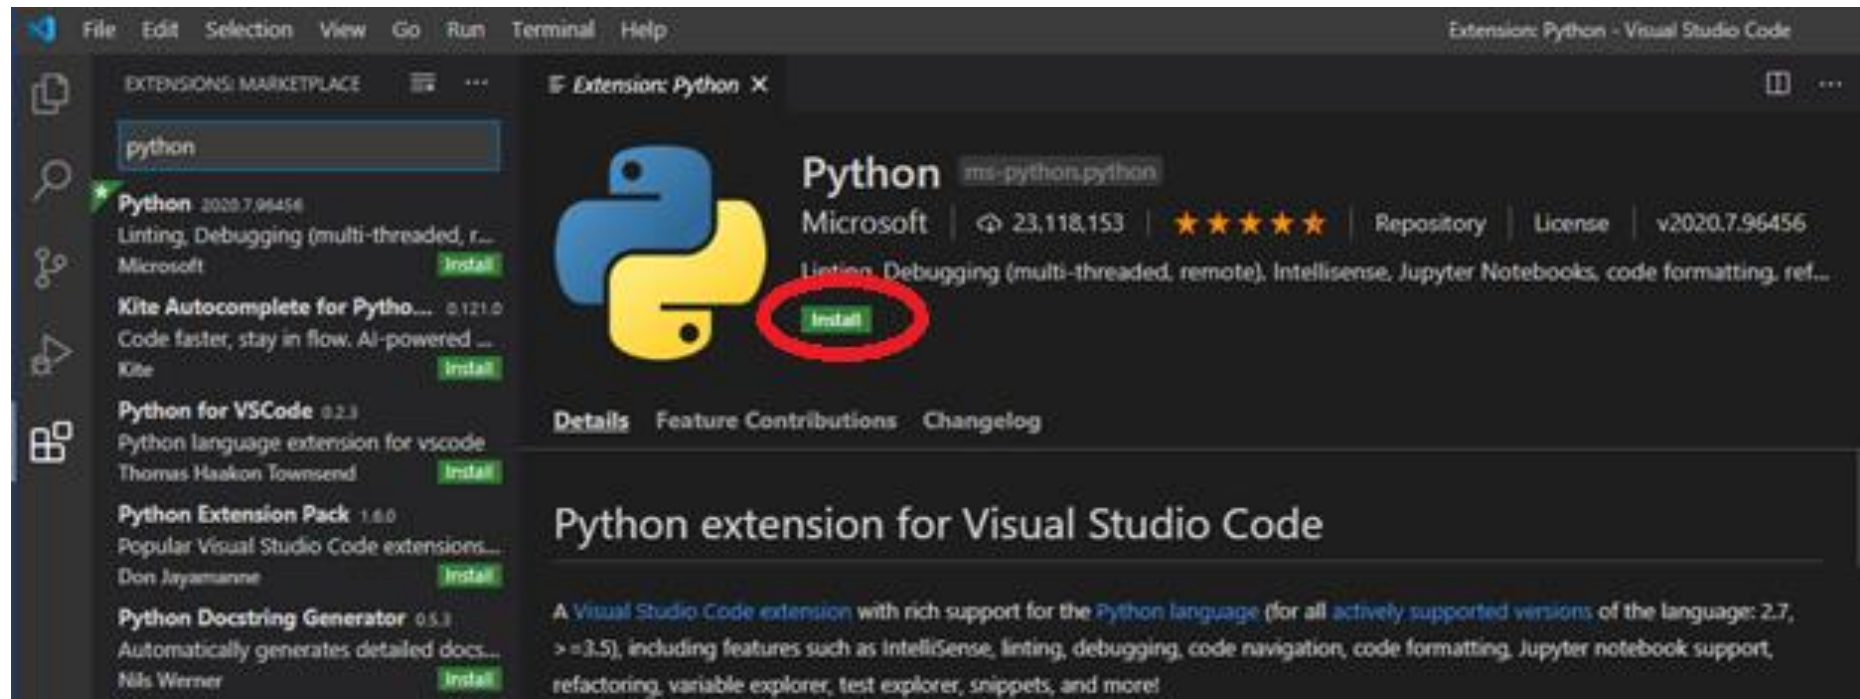 File Edit Selection View Go Run Terminal Help Extension: Python - Visual Studio Code
EXTENSIONS: MARKETPLACE
python
Python 2020.7.96456
Linting, Debugging (multi-threaded, r...
Microsoft Install
Kite Autocomplete for Pytho... 0.121.0
Code faster, stay in flow. AI-powered ...
Kite Install
Python for VSCode 0.2.3
Python language extension for vscode
Thomas Haakon Townsend Install
Python Extension Pack 1.6.0
Popular Visual Studio Code extensions...
Don Jayamanne Install
Python Docstring Generator 0.5.3
Automatically generates detailed docs...
Nils Werner Install
Extension: Python
Python ms-python.python
Microsoft 23,118,153 Repository License v2020.7.96456
Linting, Debugging (multi-threaded, remote), Intellisense, Jupyter Notebooks, code formatting, ref...
Install
Details Feature Contributions Changelog
Python extension for Visual Studio Code
A Visual Studio Code extension with rich support for the Python language (for all actively supported versions of the language: 2.7,
>=3.5), including features such as IntelliSense, linting, debugging, code navigation, code formatting, Jupyter notebook support,
refactoring, variable explorer, test explorer, snippets, and more!